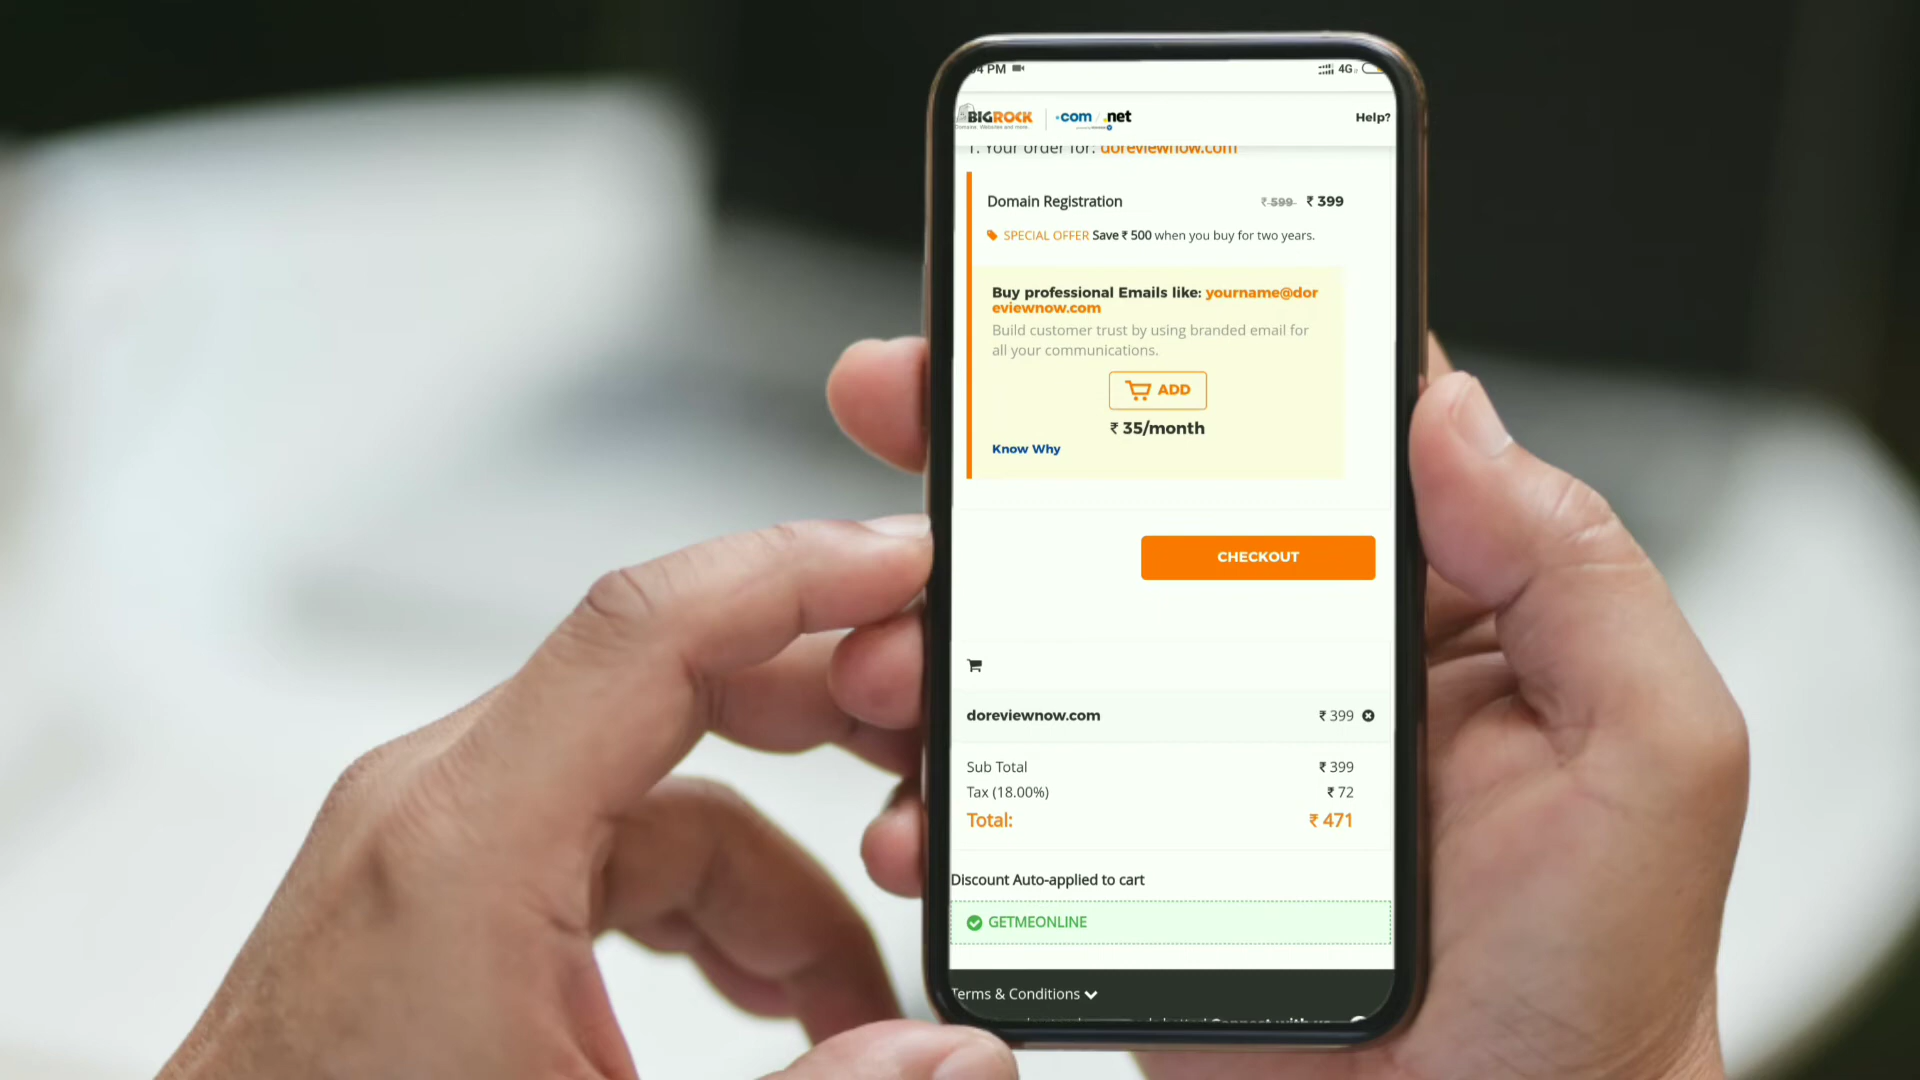 4 PM 4G
BIGROCK .com / .net Help?
1. Your order for: doreviewnow.com
Domain Registration ₹ 599 ₹ 399
SPECIAL OFFER Save ₹ 500 when you buy for two years.
Buy professional Emails like: yourname@dor
eviewnow.com
Build customer trust by using branded email for
all your communications.
ADD
₹ 35/month
Know Why
CHECKOUT
doreviewnow.com ₹ 399
Sub Total ₹ 399
Tax (18.00%) ₹ 72
Total: ₹ 471
Discount Auto-applied to cart
GETMEONLINE
Terms & Conditions